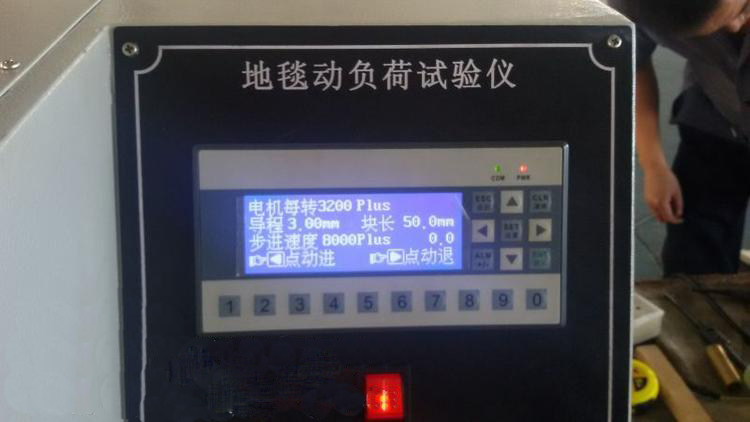 地毯动负荷试验仪
COM PWR
电机每转3200 Plus
导程 3.00mm 块长 50.0mm
步进速度 8000Plus 0.0
点动进 点动退
ESC CLR
SET
ALM ENT
1 2 3 4 5 6 7 8 9 0